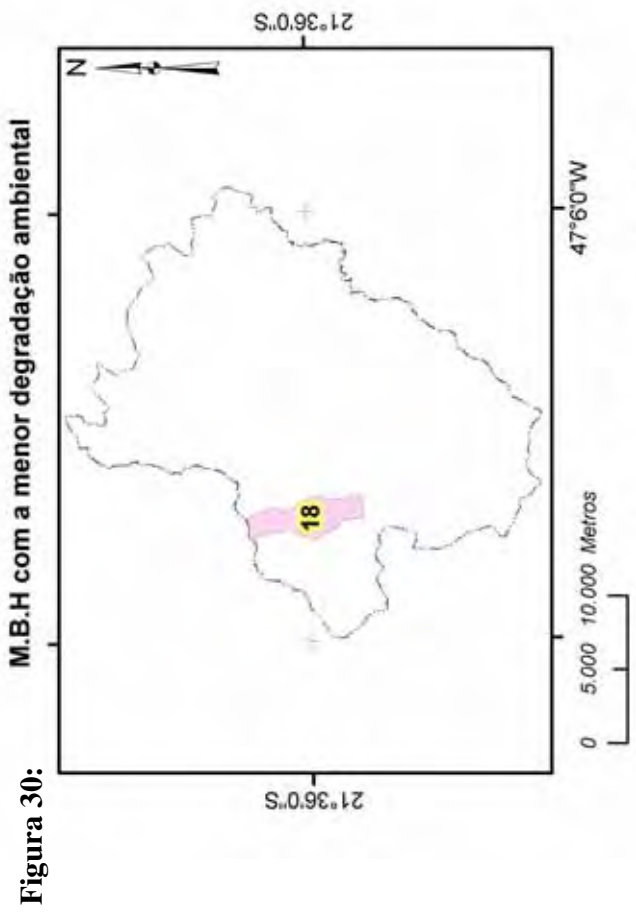 Figura 30:
M.B.H com a menor degradação ambiental
N
21°36'0"S
21°36'0"S
18
47°6'0"W
0 5.000 10.000 Metros